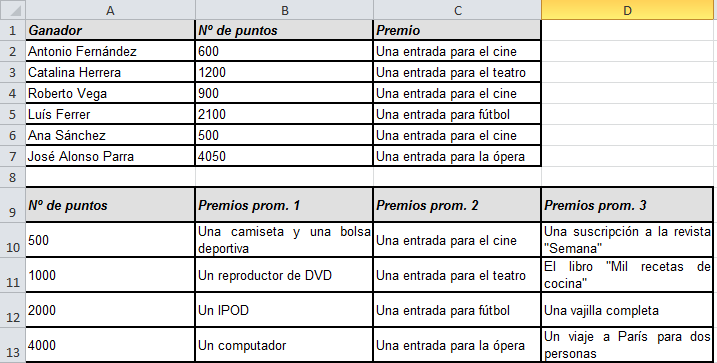 A B C D
1 Ganador Nº de puntos Premio
2 Antonio Fernández 600 Una entrada para el cine
3 Catalina Herrera 1200 Una entrada para el teatro
4 Roberto Vega 900 Una entrada para el cine
5 Luís Ferrer 2100 Una entrada para fútbol
6 Ana Sánchez 500 Una entrada para el cine
7 José Alonso Parra 4050 Una entrada para la ópera
8
9 Nº de puntos Premios prom. 1 Premios prom. 2 Premios prom. 3
10 500 Una camiseta y una bolsa deportiva Una entrada para el cine Una suscripción a la revista "Semana"
11 1000 Un reproductor de DVD Una entrada para el teatro El libro "Mil recetas de cocina"
12 2000 Un IPOD Una entrada para fútbol Una vajilla completa
13 4000 Un computador Una entrada para la ópera Un viaje a París para dos personas